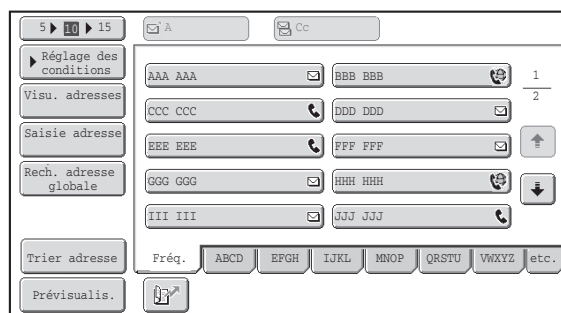 5 10 15
A
Cc
Réglage des
conditions
Visu. adresses
Saisie adresse
Rech. adresse
globale
Trier adresse
Prévisualis.
AAA AAA
BBB BBB
CCC CCC
DDD DDD
EEE EEE
FFF FFF
GGG GGG
HHH HHH
III III
JJJ JJJ
1
2
Fréq.
ABCD
EFGH
IJKL
MNOP
QRSTU
VWXYZ
etc.